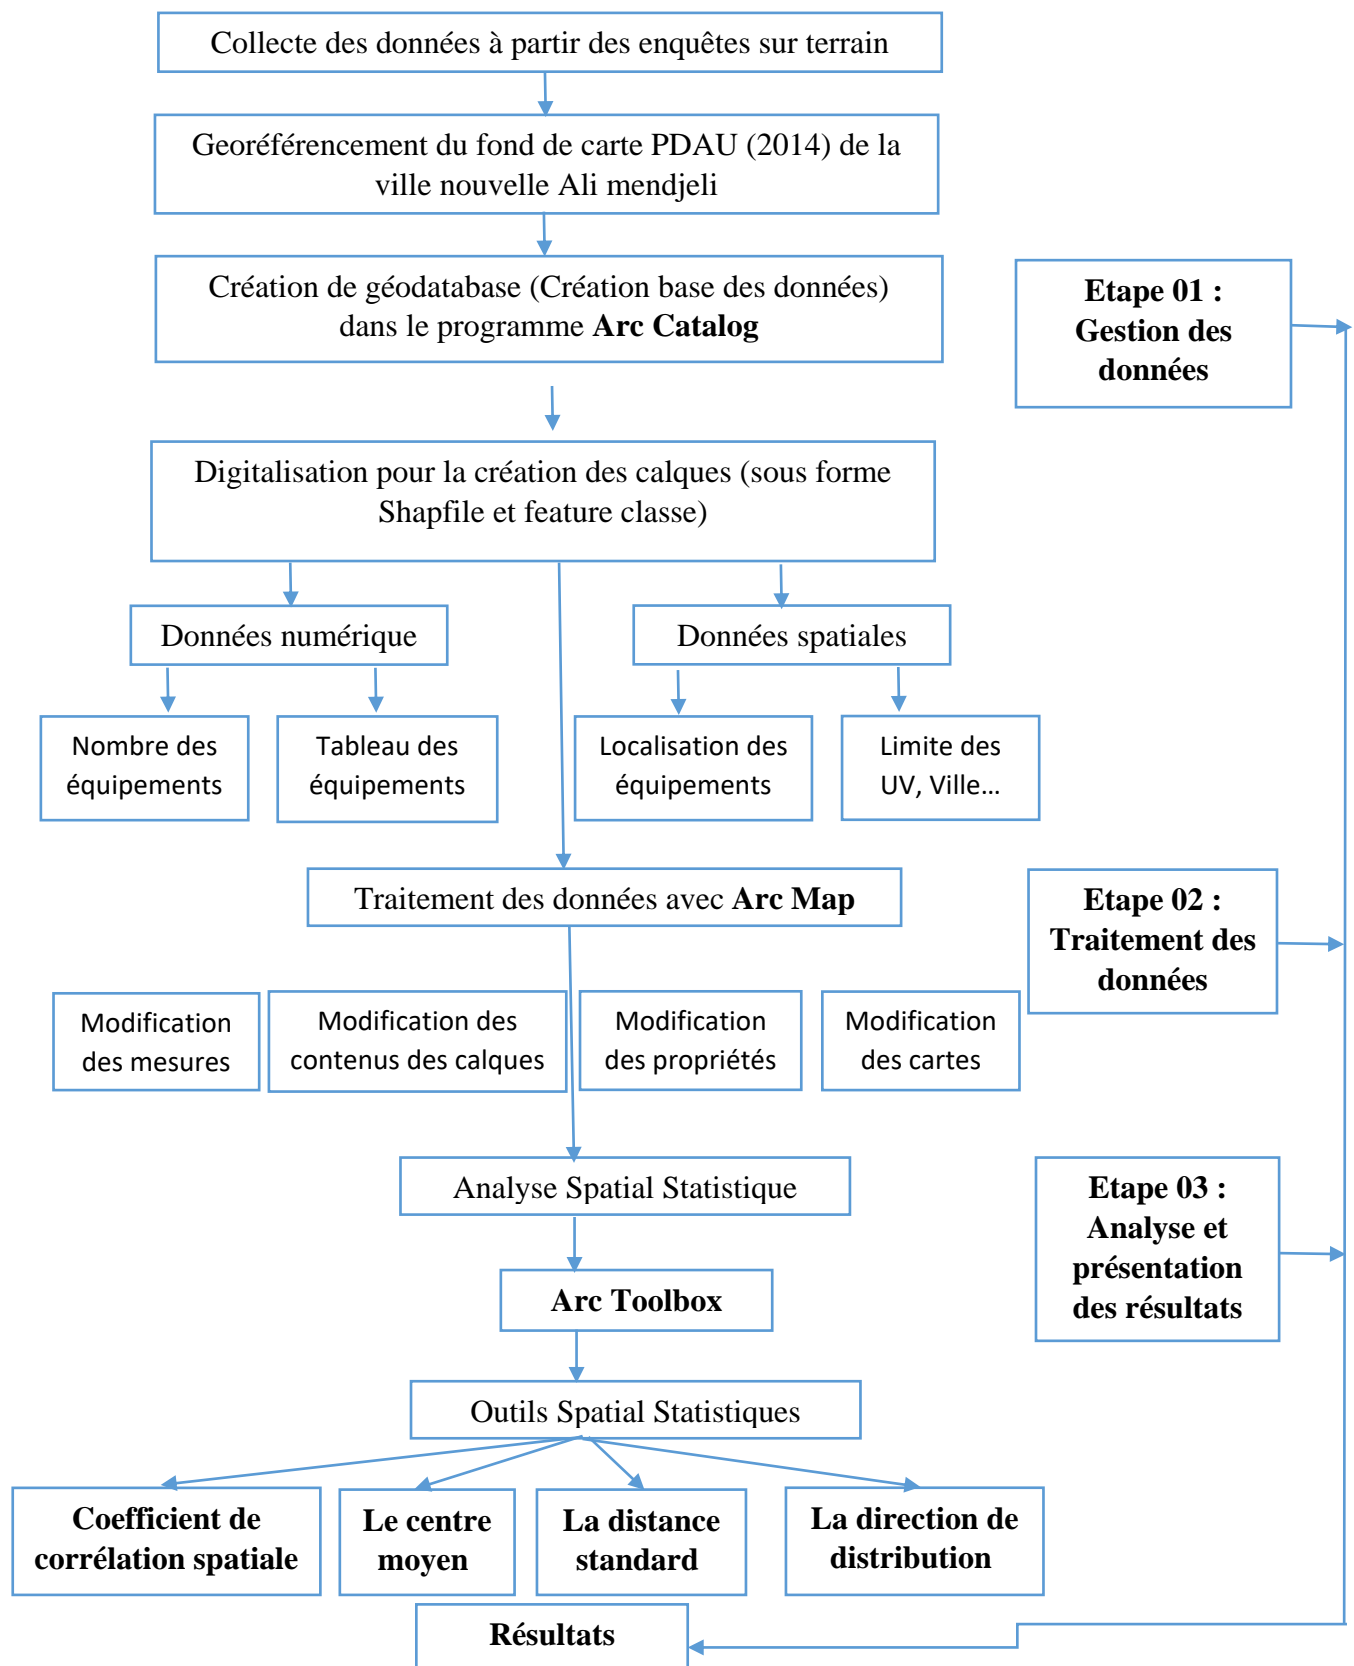 Collecte des données à partir des enquêtes sur terrain
Georéférencement du fond de carte PDAU (2014) de la
ville nouvelle Ali mendjeli
Création de géodatabase (Création base des données)
dans le programme Arc Catalog
Etape 01 :
Gestion des
données
Digitalisation pour la création des calques (sous forme
Shapfile et feature classe)
Données numérique
Données spatiales
Nombre des
équipements
Tableau des
équipements
Localisation des
équipements
Limite des
UV, Ville…
Traitement des données avec Arc Map
Etape 02 :
Traitement des
données
Modification
des mesures
Modification des
contenus des calques
Modification
des propriétés
Modification
des cartes
Analyse Spatial Statistique
Etape 03 :
Analyse et
présentation
des résultats
Arc Toolbox
Outils Spatial Statistiques
Coefficient de
corrélation spatiale
Le centre
moyen
La distance
standard
La direction de
distribution
Résultats